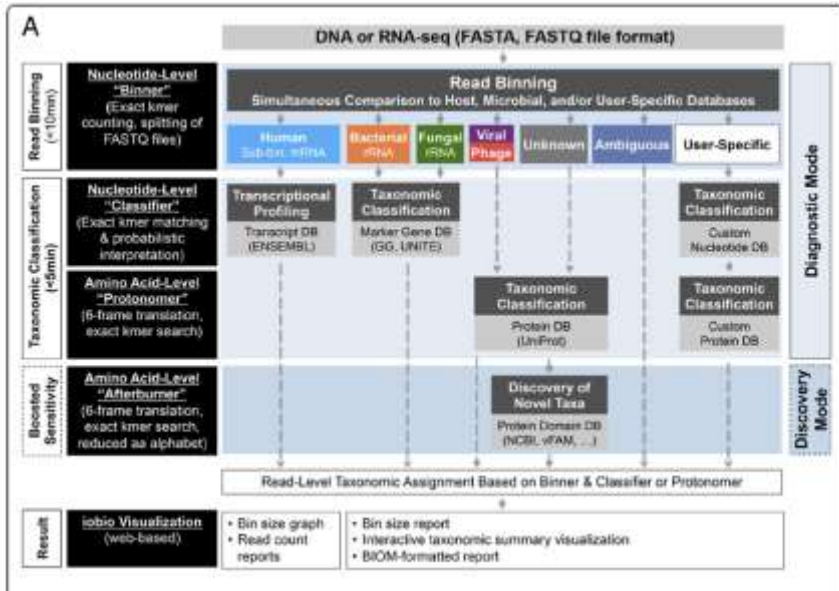 A
DNA or RNA-seq (FASTA, FASTQ file format)
Read Binning
(<10min)
Nucleotide-Level
"Binner"
(Exact kmer
counting, splitting of
FASTQ files)
Read Binning
Simultaneous Comparison to Host, Microbial, and/or User-Specific Databases
Human
Sub-bin: mRNA
Bacterial
rRNA
Fungal
rRNA
Viral
Phage
Unknown
Ambiguous
User-Specific
Diagnostic Mode
Taxonomic Classification
(<5min)
Nucleotide-Level
"Classifier"
(Exact kmer matching
& probabilistic
interpretation)
Transcriptional
Profiling
Transcript DB
(ENSEMBL)
Taxonomic
Classification
Marker Gene DB
(GG, UNITE)
Taxonomic
Classification
Custom
Nucleotide DB
Amino Acid-Level
"Protonomer"
(6-frame translation,
exact kmer search)
Taxonomic
Classification
Protein DB
(UniProt)
Taxonomic
Classification
Custom
Protein DB
Boosted
Sensitivity
Amino Acid-Level
"Afterburner"
(6-frame translation,
exact kmer search,
reduced aa alphabet)
Discovery of
Novel Taxa
Protein Domain DB
(NCBI, vFAM, ...)
Discovery
Mode
Read-Level Taxonomic Assignment Based on Binner & Classifier or Protonomer
Result
iobio Visualization
(web-based)
• Bin size graph
• Read count
reports
• Bin size report
• Interactive taxonomic summary visualization
• BIOM-formatted report